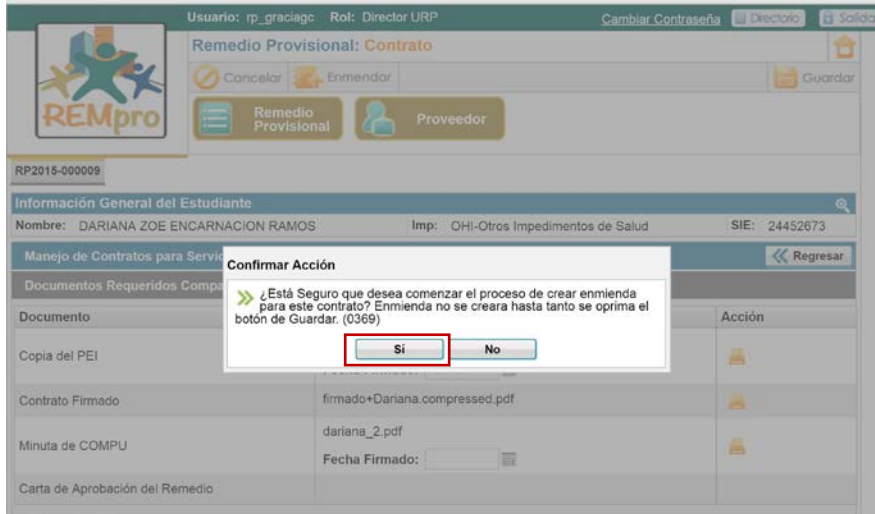 Usuario: rp_graciagc Rol: Director URP Cambiar Contraseña Directorio Salida
REMpro
Remedio Provisional: Contrato
Cancelar Enmendar Guardar
Remedio Provisional
Proveedor
RP2015-000009
Información General del Estudiante
Nombre: DARIANA ZOE ENCARNACION RAMOS Imp: OHI-Otros Impedimentos de Salud SIE: 24452673
Manejo de Contratos para Servic Regresar
Documentos Requeridos Compa
Confirmar Acción
¿Está Seguro que desea comenzar el proceso de crear enmienda
para este contrato? Enmienda no se creara hasta tanto se oprima el
botón de Guardar. (0369)
Si No
Documento Acción
Copia del PEI
Contrato Firmado firmado+Dariana.compressed.pdf
Minuta de COMPU dariana_2.pdf
Fecha Firmado:
Carta de Aprobación del Remedio